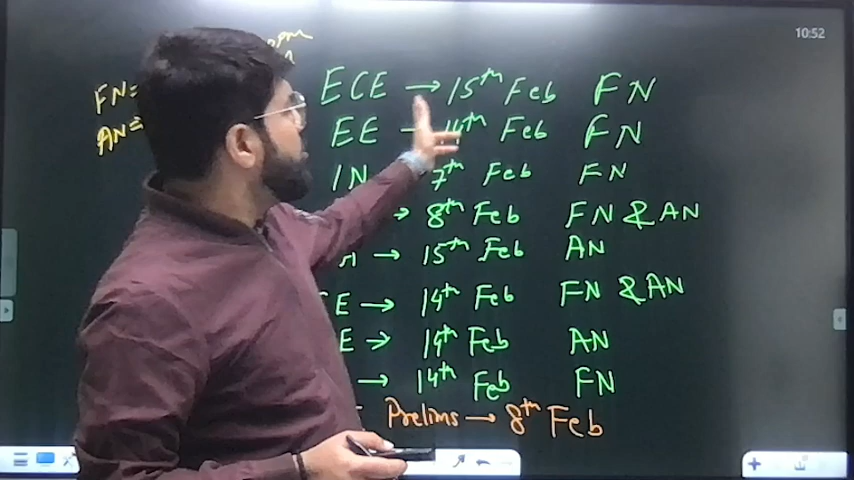 10:52
FN=
AN=
ECE → 15th Feb FN
EE → 14th Feb FN
IN 7th Feb FN
→ 8th Feb FN & AN
→ 15th Feb AN
E → 14th Feb FN & AN
E → 14th Feb AN
→ 14th Feb FN
Prelims → 8th Feb